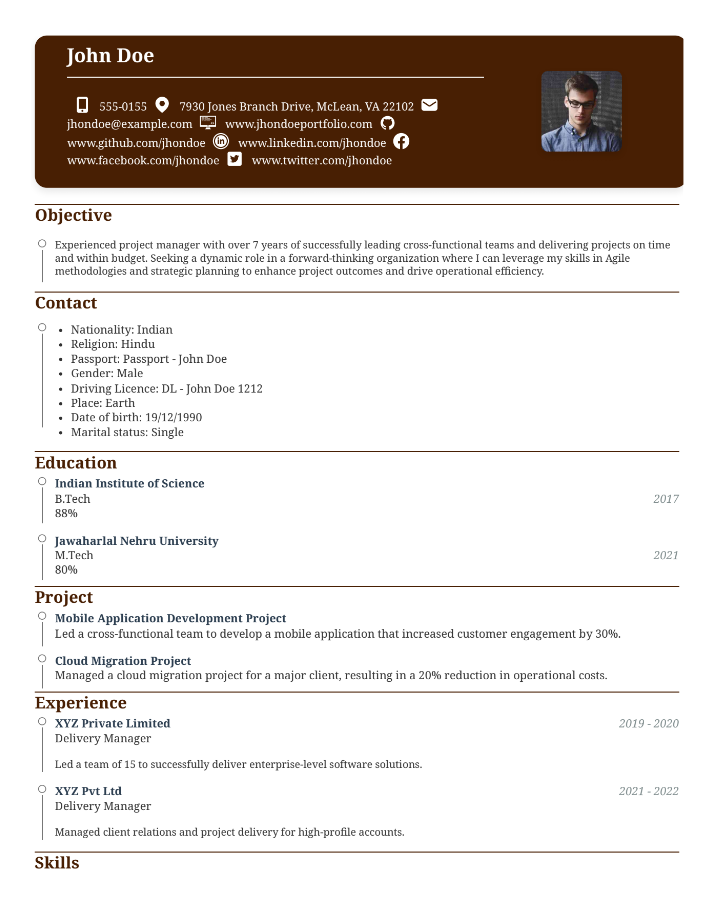 John Doe
555-0155 7930 Jones Branch Drive, McLean, VA 22102
jhondoe@example.com www.jhondoeportfolio.com
www.github.com/jhondoe www.linkedin.com/jhondoe
www.facebook.com/jhondoe www.twitter.com/jhondoe
Objective
Experienced project manager with over 7 years of successfully leading cross-functional teams and delivering projects on time
and within budget. Seeking a dynamic role in a forward-thinking organization where I can leverage my skills in Agile
methodologies and strategic planning to enhance project outcomes and drive operational efficiency.
Contact
• Nationality: Indian
• Religion: Hindu
• Passport: Passport - John Doe
• Gender: Male
• Driving Licence: DL - John Doe 1212
• Place: Earth
• Date of birth: 19/12/1990
• Marital status: Single
Education
Indian Institute of Science
B.Tech 2017
88%
Jawaharlal Nehru University
M.Tech 2021
80%
Project
Mobile Application Development Project
Led a cross-functional team to develop a mobile application that increased customer engagement by 30%.
Cloud Migration Project
Managed a cloud migration project for a major client, resulting in a 20% reduction in operational costs.
Experience
XYZ Private Limited 2019 - 2020
Delivery Manager
Led a team of 15 to successfully deliver enterprise-level software solutions.
XYZ Pvt Ltd 2021 - 2022
Delivery Manager
Managed client relations and project delivery for high-profile accounts.
Skills